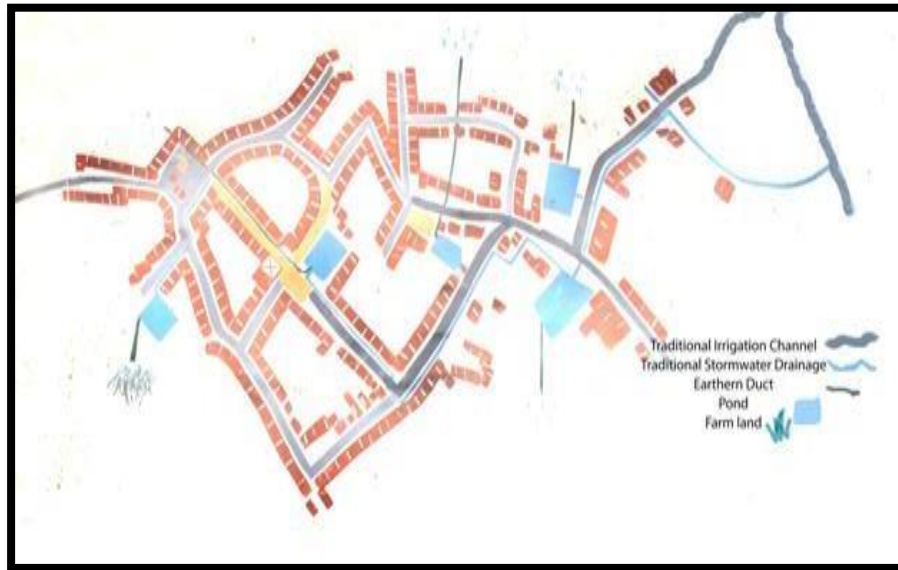 Traditional Irrigation Channel
Traditional Stormwater Drainage
Earthern Duct
Pond
Farm land